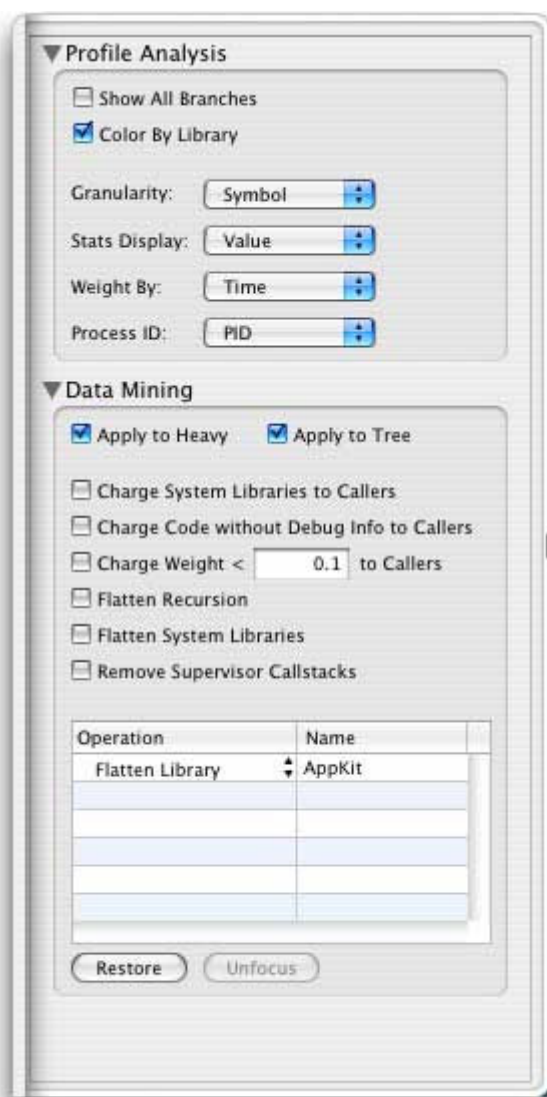 Profile Analysis
Show All Branches
Color By Library
Granularity: Symbol
Stats Display: Value
Weight By: Time
Process ID: PID
Data Mining
Apply to Heavy Apply to Tree
Charge System Libraries to Callers
Charge Code without Debug Info to Callers
Charge Weight < 0.1 to Callers
Flatten Recursion
Flatten System Libraries
Remove Supervisor Callstacks
Operation Name
Flatten Library AppKit
Restore Unfocus